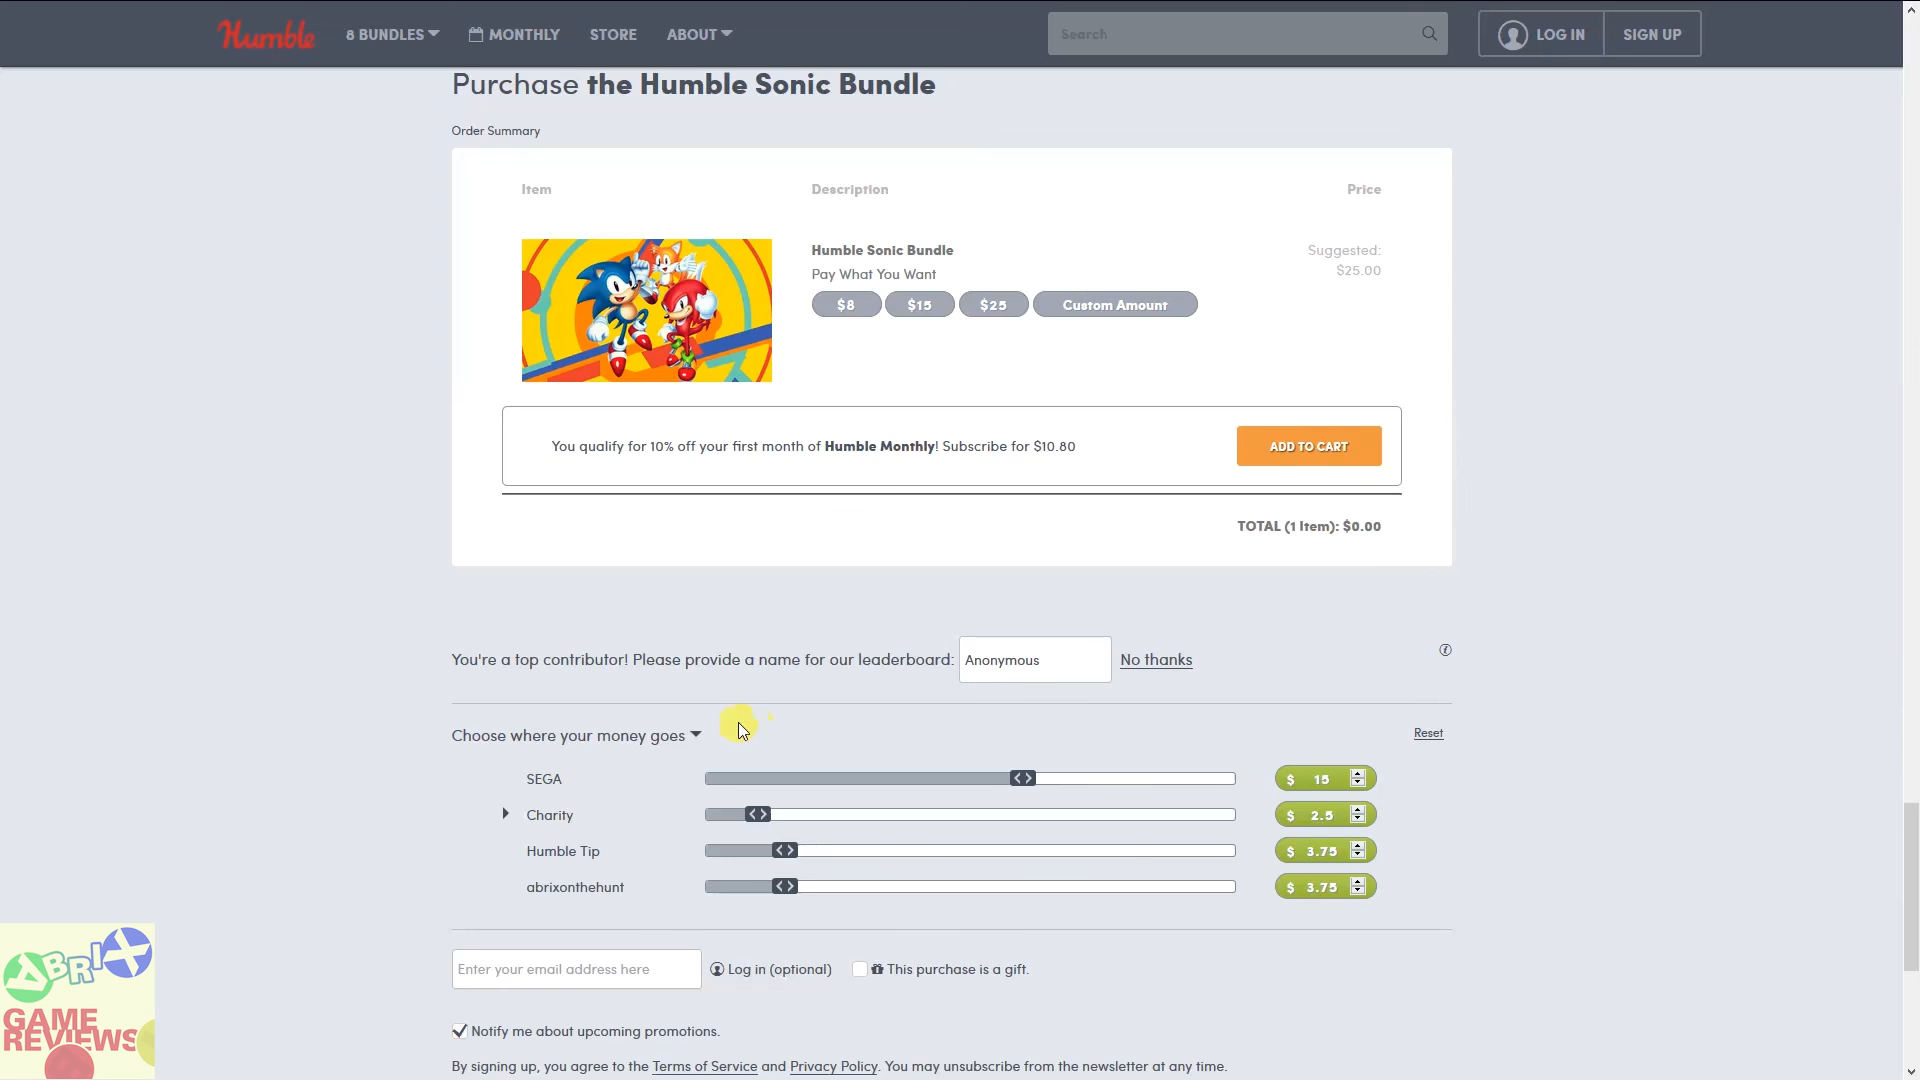 Humble
8 BUNDLES
MONTHLY
STORE
ABOUT
Search
LOG IN
SIGN UP
Purchase the Humble Sonic Bundle
Order Summary
Item
Description
Price
Humble Sonic Bundle
Suggested:
$25.00
Pay What You Want
$8
$15
$25
Custom Amount
You qualify for 10% off your first month of Humble Monthly! Subscribe for $10.80
ADD TO CART
TOTAL (1 Item): $0.00
You're a top contributor! Please provide a name for our leaderboard:
Anonymous
No thanks
Choose where your money goes
Reset
SEGA
$ 15
Charity
$ 2.5
Humble Tip
$ 3.75
abrixonthehunt
$ 3.75
Enter your email address here
Log in (optional)
This purchase is a gift.
Notify me about upcoming promotions.
By signing up, you agree to the Terms of Service and Privacy Policy. You may unsubscribe from the newsletter at any time.
ABRIX
GAME
REVIEWS